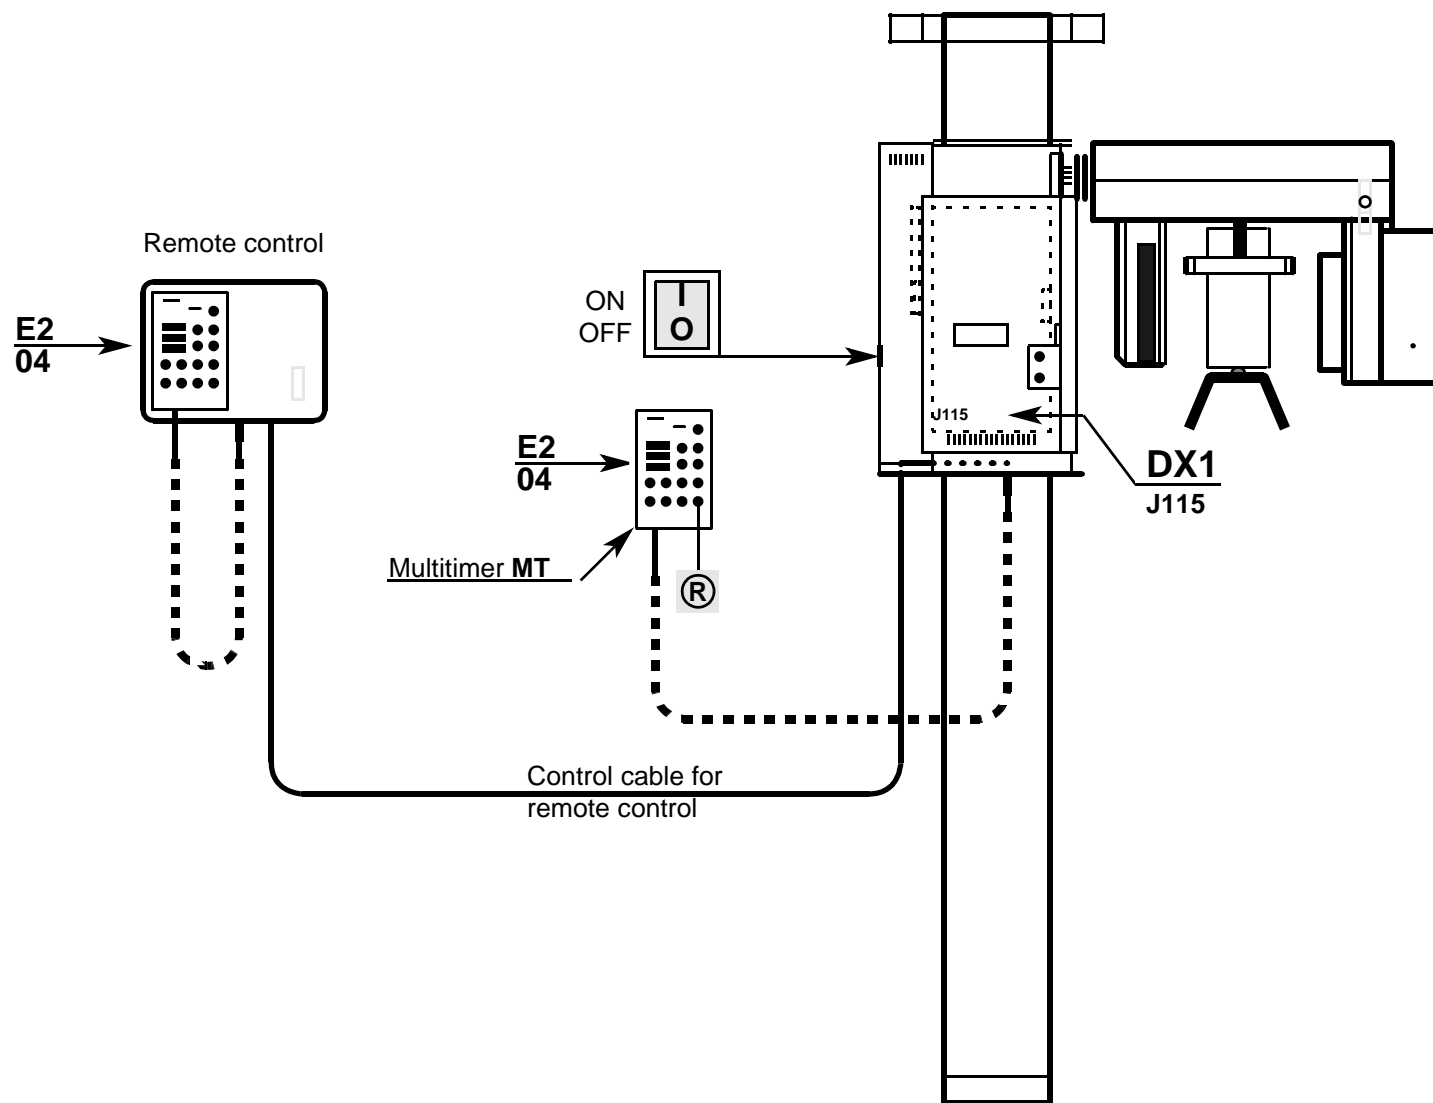 Remote control
E2
04
ON
OFF
I
O
J115
E2
04
DX1
J115
Multitimer MT
®
Control cable for
remote control